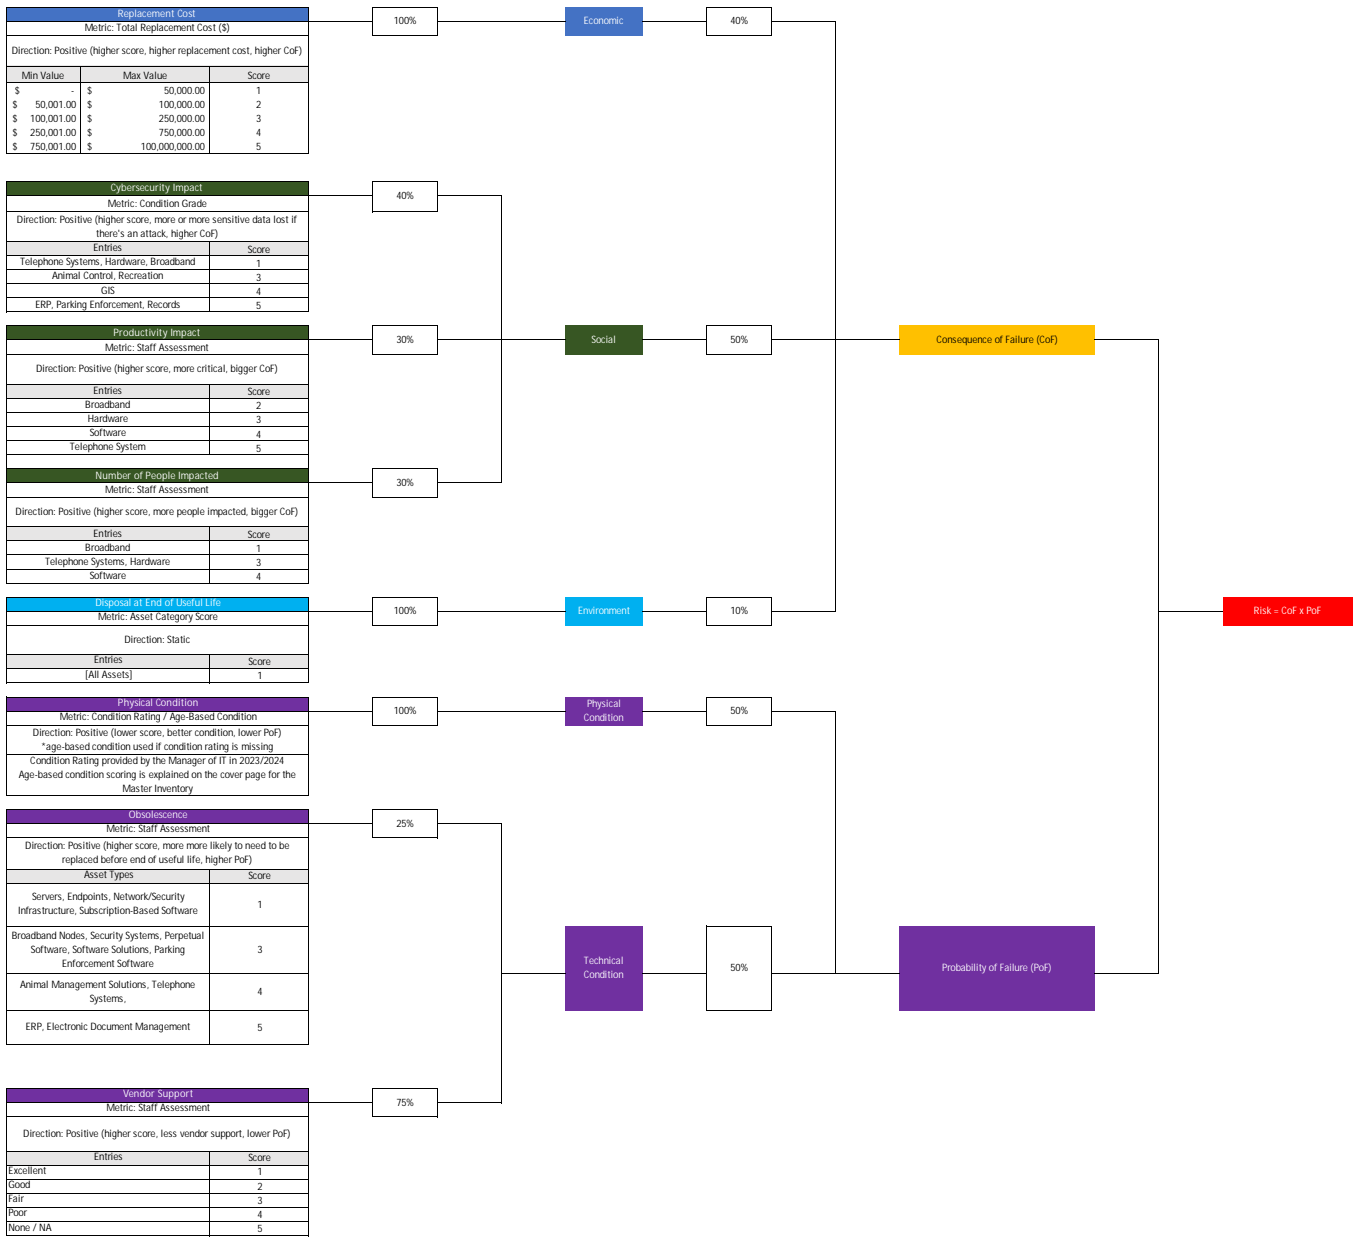 Replacement Cost
Metric: Total Replacement Cost ($)
Direction: Positive (higher score, higher replacement cost, higher CoF)
Min Value Max Value Score
$ - $ 50,000.00 1
$ 50,001.00 $ 100,000.00 2
$ 100,001.00 $ 250,000.00 3
$ 250,001.00 $ 750,000.00 4
$ 750,001.00 $ 100,000,000.00 5
100%
Economic
40%
Cybersecurity Impact
Metric: Condition Grade
Direction: Positive (higher score, more or more sensitive data lost if
there's an attack, higher CoF)
Entries Score
Telephone Systems, Hardware, Broadband 1
Animal Control, Recreation 3
GIS 4
ERP, Parking Enforcement, Records 5
40%
Productivity Impact
Metric: Staff Assessment
Direction: Positive (higher score, more critical, bigger CoF)
Entries Score
Broadband 2
Hardware 3
Software 4
Telephone System 5
30%
Social
50%
Consequence of Failure (CoF)
Number of People Impacted
Metric: Staff Assessment
Direction: Positive (higher score, more people impacted, bigger CoF)
Entries Score
Broadband 1
Telephone Systems, Hardware 3
Software 4
30%
Disposal at End of Useful Life
Metric: Asset Category Score
Direction: Static
Entries Score
[All Assets] 1
100%
Environment
10%
Risk = CoF x PoF
Physical Condition
Metric: Condition Rating / Age-Based Condition
Direction: Positive (lower score, better condition, lower PoF)
*age-based condition used if condition rating is missing
Condition Rating provided by the Manager of IT in 2023/2024
Age-based condition scoring is explained on the cover page for the
Master Inventory
100%
Physical
Condition
50%
Obsolescence
Metric: Staff Assessment
Direction: Positive (higher score, more more likely to need to be
replaced before end of useful life, higher PoF)
Asset Types Score
Servers, Endpoints, Network/Security
Infrastructure, Subscription-Based Software 1
Broadband Nodes, Security Systems, Perpetual
Software, Software Solutions, Parking 3
Enforcement Software
Animal Management Solutions, Telephone
Systems, 4
ERP, Electronic Document Management 5
25%
Technical
Condition
50%
Probability of Failure (PoF)
Vendor Support
Metric: Staff Assessment
Direction: Positive (higher score, less vendor support, lower PoF)
Entries Score
Excellent 1
Good 2
Fair 3
Poor 4
None / NA 5
75%